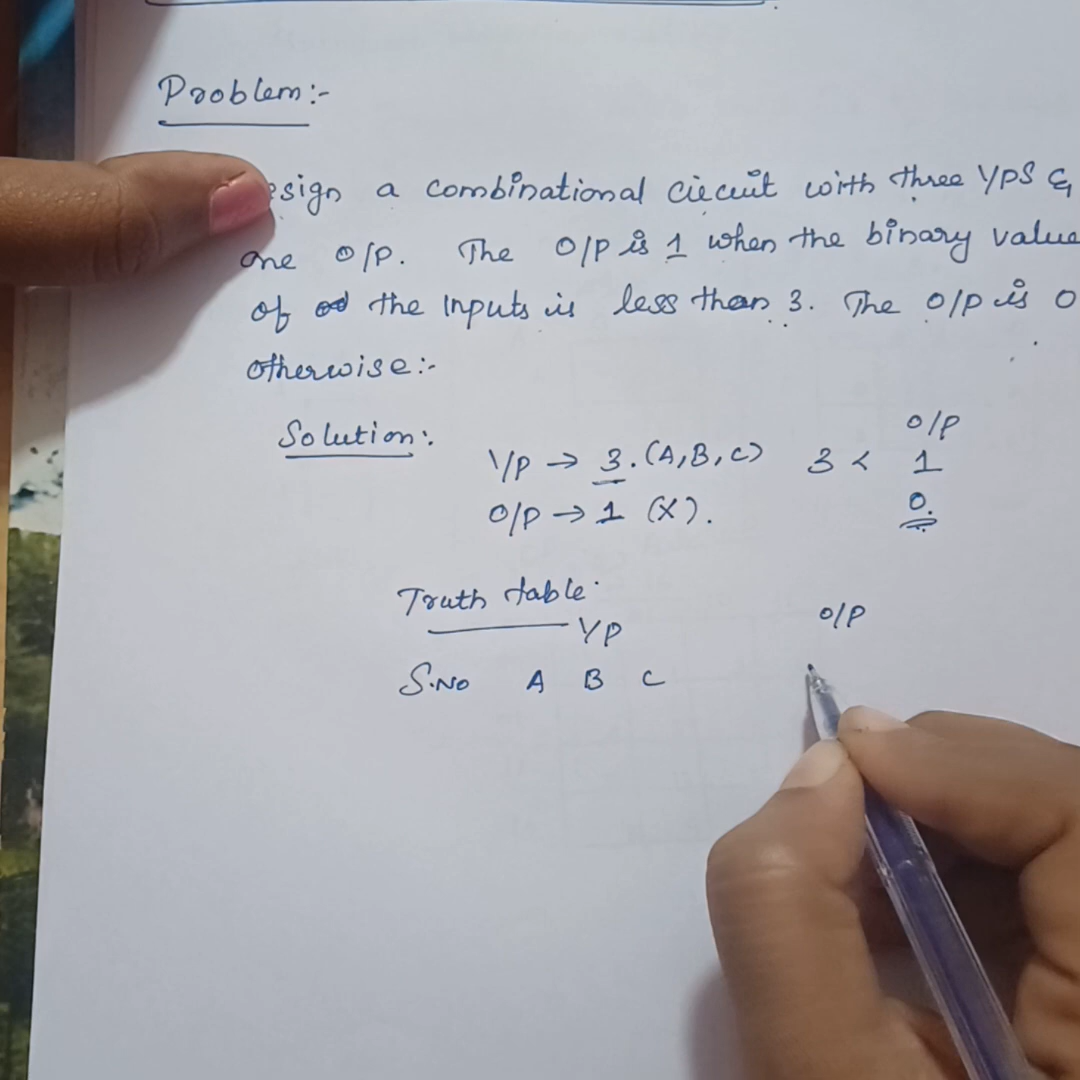 Problem:-
esign a combinational circuit with three I/PS &
one O/P. The O/P is 1 when the binary value
of the Inputs is less than 3. The O/P is 0
otherwise:-
Solution:
O/P
I/P → 3. (A,B,C) 3 < 1
O/P → 1 (X). 0.
Truth table
I/P O/P
S.No A B C